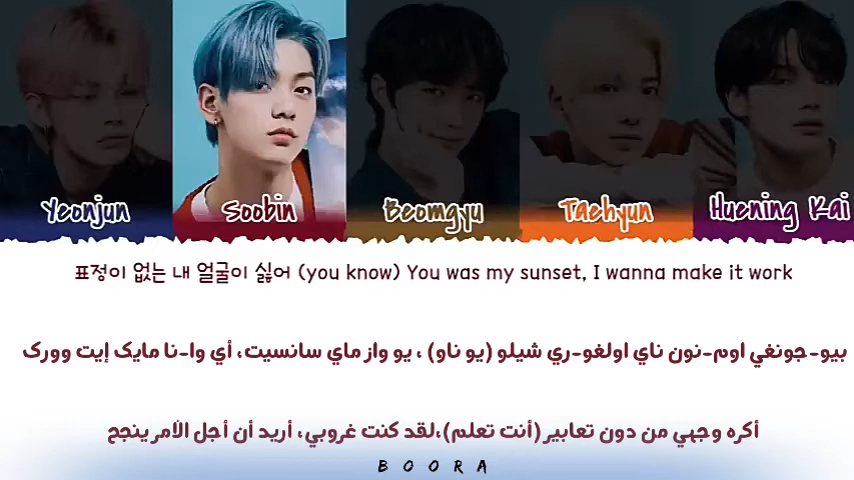 Yeonjun Soobin Beomgyu Taehyun Huening Kai
표정이 없는 내 얼굴이 싫어 (you know) You was my sunset, I wanna make it work
بيو-جونغي اوم-نون ناي اولغو-ري شيلو (يو ناو) ، يو واز ماي سانسيت، أي وا-نا مايك إيت وورك
أكره وجهي من دون تعابير (أنت تعلم)،لقد كنت غروبي، أريد أن أجل الأمر ينجح
BOORA